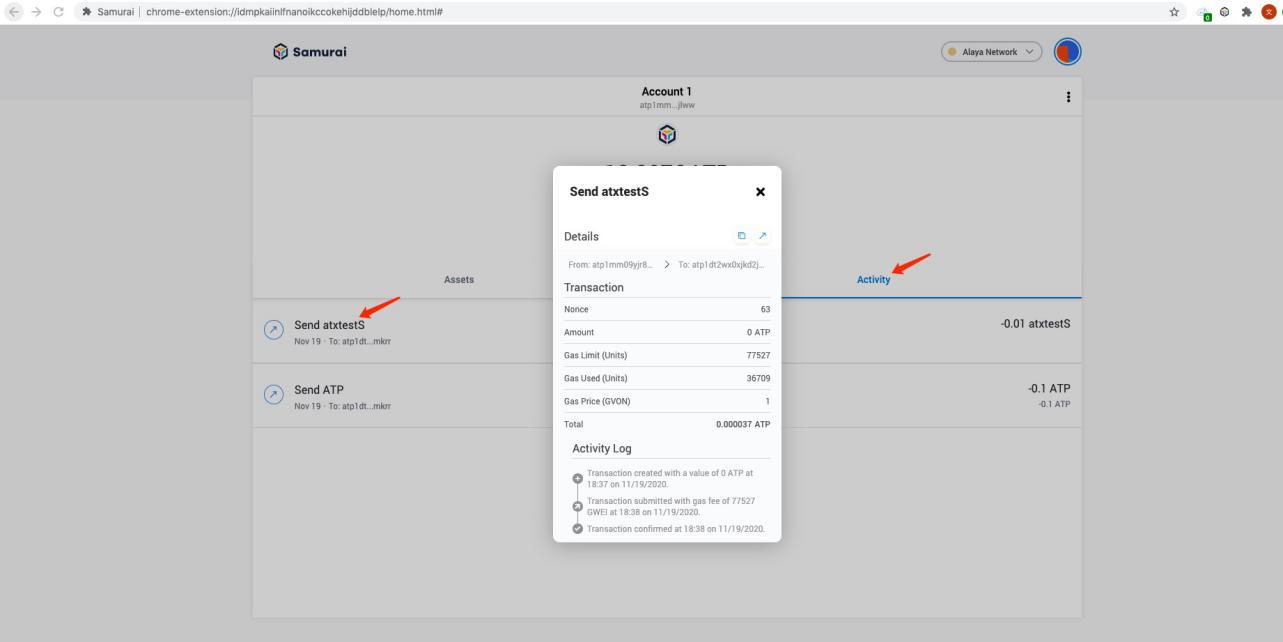 Samurai | chrome-extension://idmpkaiinlfnanoikccokehijddblelp/home.html#
0
文
Samurai
Alaya Network
Account 1
atp1mm...jlww
Send atxtestS
Details
From: atp1mm09yjr8... > To: atp1dt2wx0xjkd2j...
Transaction
Nonce 63
Amount 0 ATP
Gas Limit (Units) 77527
Gas Used (Units) 36709
Gas Price (GVON) 1
Total 0.000037 ATP
Activity Log
Transaction created with a value of 0 ATP at
18:37 on 11/19/2020.
Transaction submitted with gas fee of 77527
GWEI at 18:38 on 11/19/2020.
Transaction confirmed at 18:38 on 11/19/2020.
Assets
Activity
Send atxtestS
-0.01 atxtestS
Nov 19 · To: atp1dt...mkrr
Send ATP
-0.1 ATP
Nov 19 · To: atp1dt...mkrr
-0.1 ATP